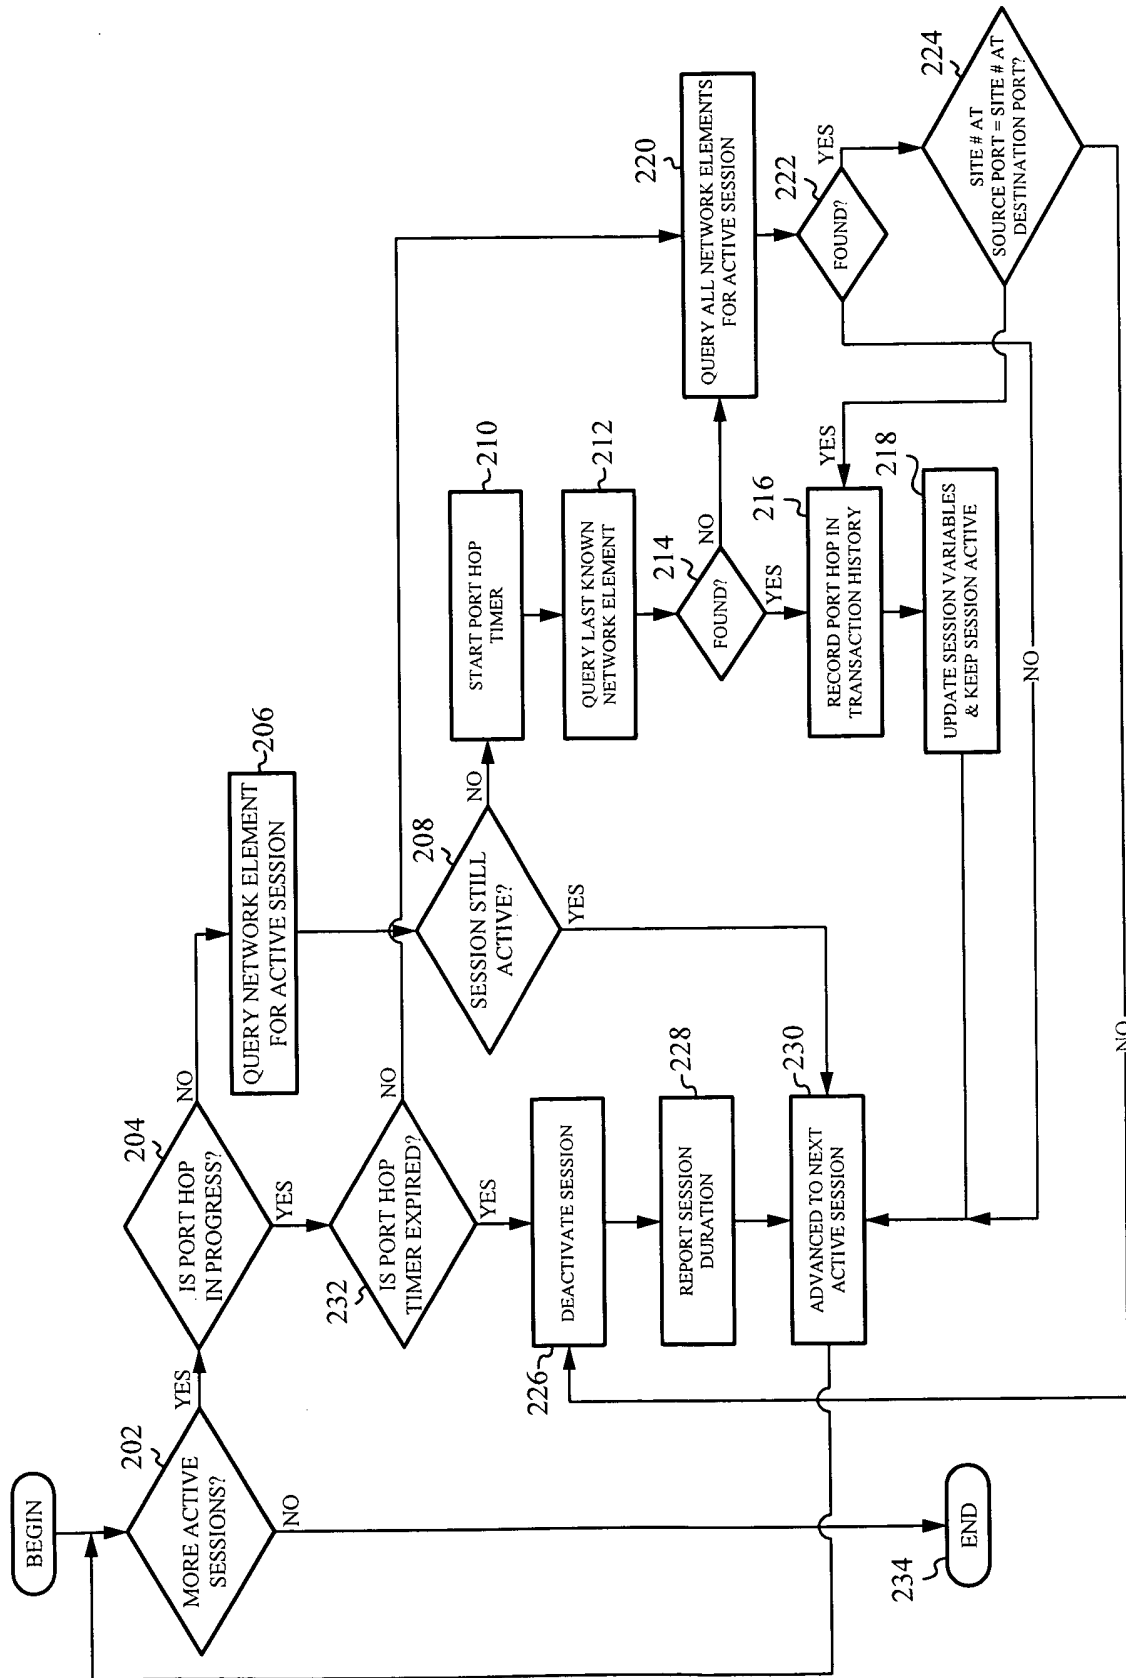 BEGIN
202
MORE ACTIVE
SESSIONS?
YES
NO
234
END
204
IS PORT HOP
IN PROGRESS?
NO
YES
232
IS PORT HOP
TIMER EXPIRED?
NO
YES
226
DEACTIVATE SESSION
228
REPORT SESSION
DURATION
230
ADVANCED TO NEXT
ACTIVE SESSION
206
QUERY NETWORK ELEMENT
FOR ACTIVE SESSION
208
SESSION STILL
ACTIVE?
NO
YES
210
START PORT HOP
TIMER
212
QUERY LAST KNOWN
NETWORK ELEMENT
214
FOUND?
NO
YES
216
RECORD PORT HOP IN
TRANSACTION HISTORY
YES
218
UPDATE SESSION VARIABLES
& KEEP SESSION ACTIVE
220
QUERY ALL NETWORK ELEMENTS
FOR ACTIVE SESSION
222
FOUND?
YES
NO
224
SITE # AT
SOURCE PORT = SITE # AT
DESTINATION PORT?
NO